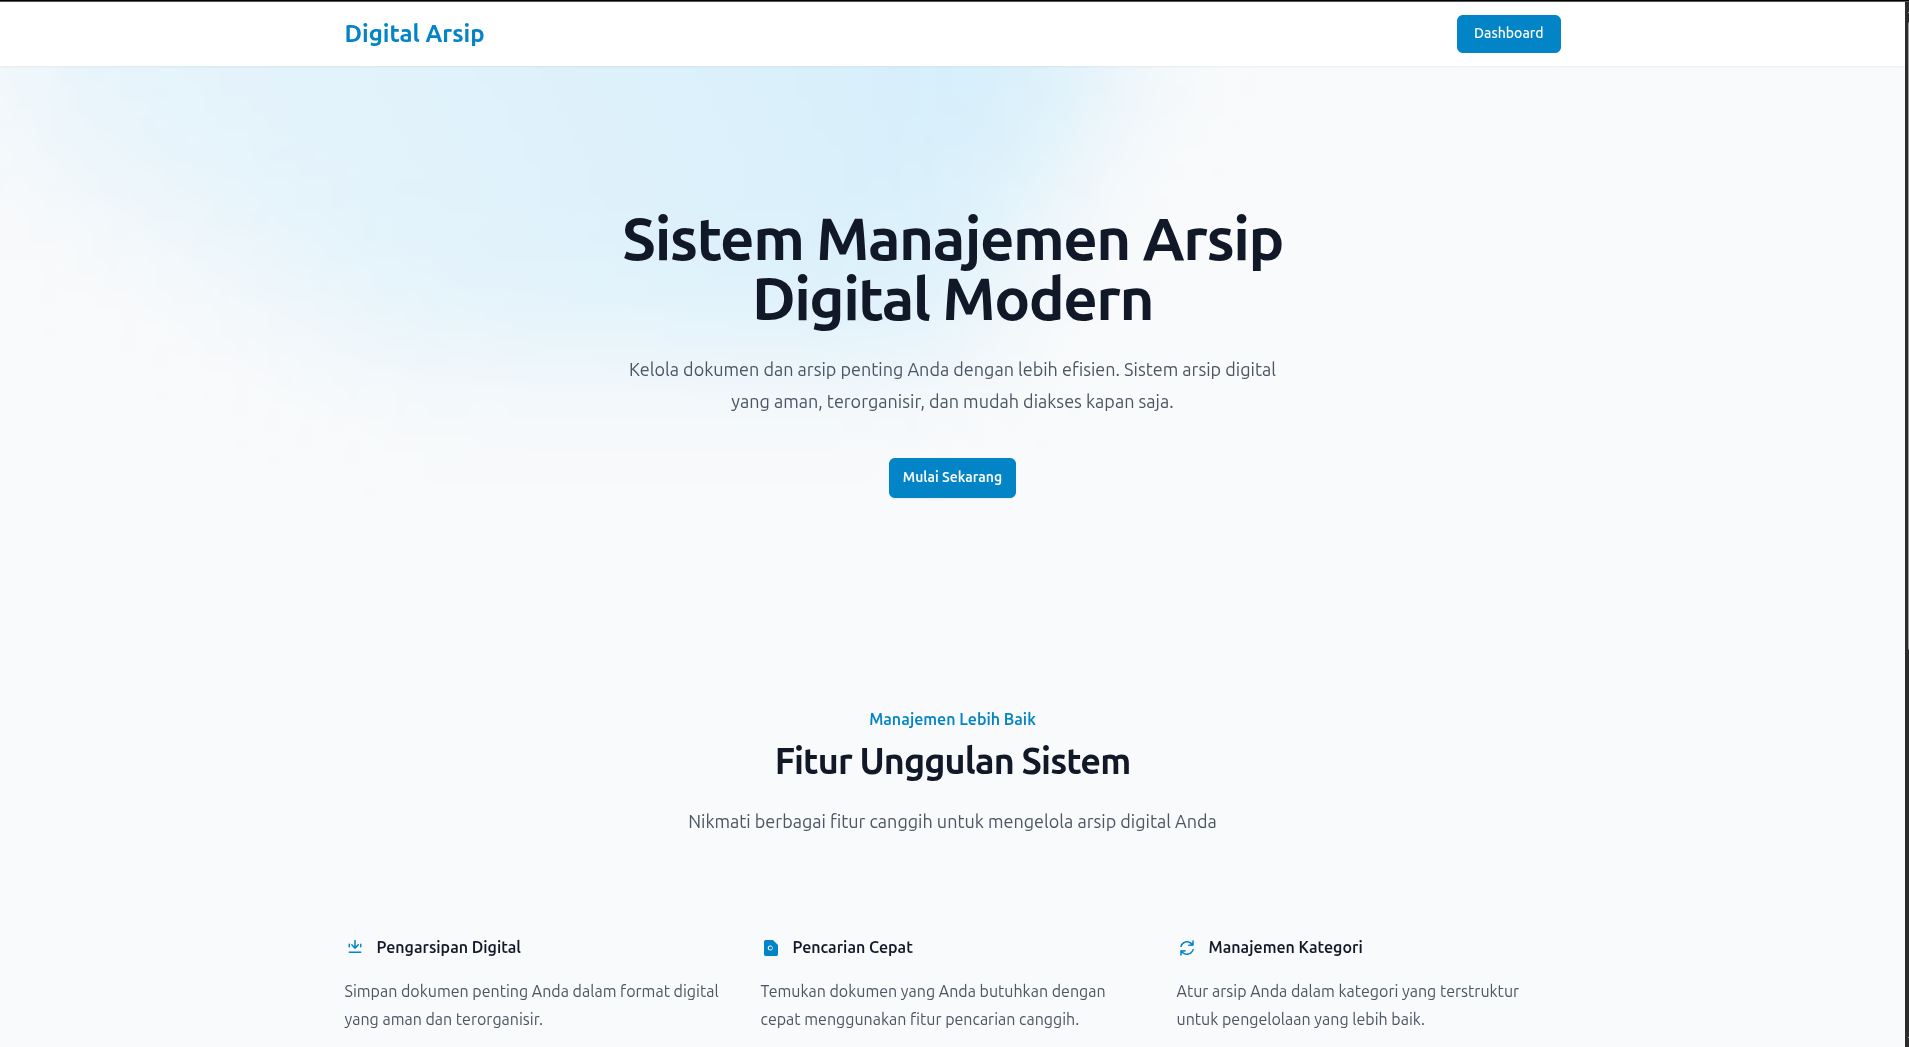 Digital Arsip
Dashboard
Sistem Manajemen Arsip
Digital Modern
Kelola dokumen dan arsip penting Anda dengan lebih efisien. Sistem arsip digital
yang aman, terorganisir, dan mudah diakses kapan saja.
Mulai Sekarang
Manajemen Lebih Baik
Fitur Unggulan Sistem
Nikmati berbagai fitur canggih untuk mengelola arsip digital Anda
Pengarsipan Digital
Simpan dokumen penting Anda dalam format digital
yang aman dan terorganisir.
Pencarian Cepat
Temukan dokumen yang Anda butuhkan dengan
cepat menggunakan fitur pencarian canggih.
Manajemen Kategori
Atur arsip Anda dalam kategori yang terstruktur
untuk pengelolaan yang lebih baik.